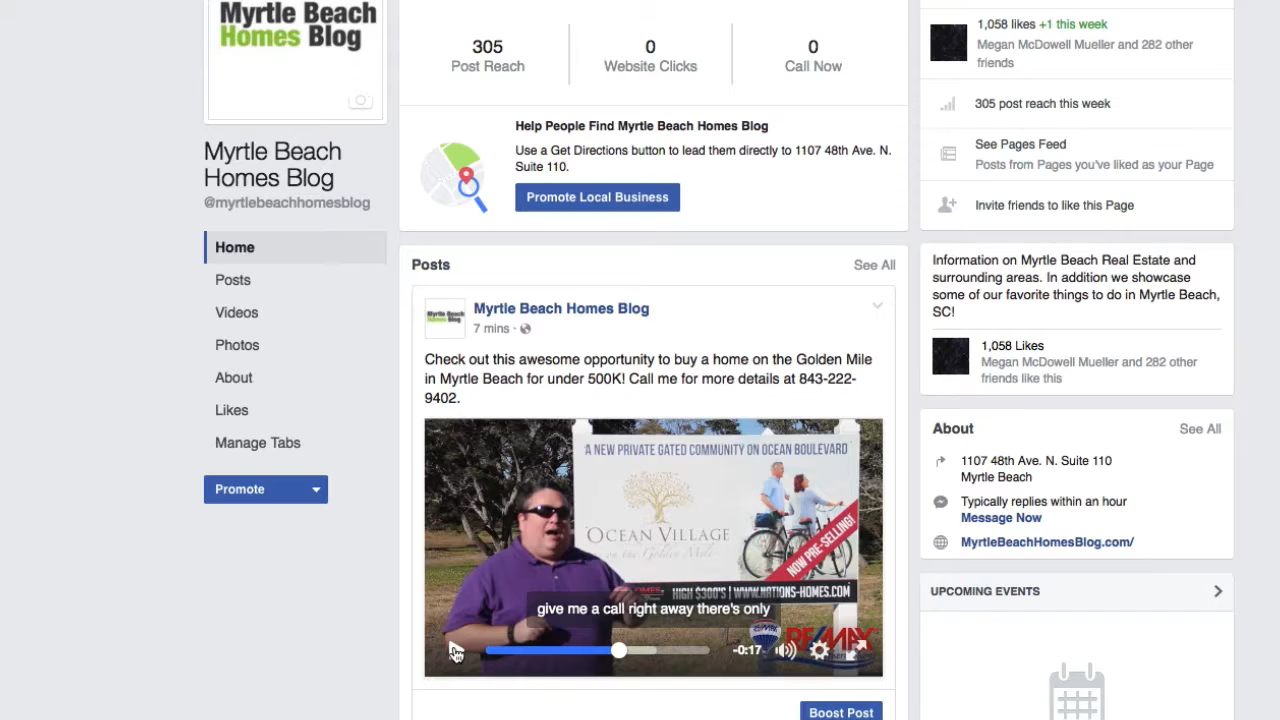 Myrtle Beach
Homes Blog
Myrtle Beach
Homes Blog
@myrtlebeachhomesblog
Home
Posts
Videos
Photos
About
Likes
Manage Tabs
Promote
305
Post Reach
0
Website Clicks
0
Call Now
Help People Find Myrtle Beach Homes Blog
Use a Get Directions button to lead them directly to 1107 48th Ave. N.
Suite 110.
Promote Local Business
Posts
See All
Myrtle Beach
Homes Blog
Myrtle Beach Homes Blog
7 mins ·
Check out this awesome opportunity to buy a home on the Golden Mile
in Myrtle Beach for under 500K! Call me for more details at 843-222-
9402.
A NEW PRIVATE GATED COMMUNITY ON OCEAN BOULEVARD
OCEAN VILLAGE
on the Golden Mile
NOW PRE-SELLING!
HIGH $300'S | WWW.NATIONS-HOMES.COM
give me a call right away there's only
RE/MAX
-0:17
Boost Post
1,058 likes +1 this week
Megan McDowell Mueller and 282 other
friends
305 post reach this week
See Pages Feed
Posts from Pages you've liked as your Page
Invite friends to like this Page
Information on Myrtle Beach Real Estate and
surrounding areas. In addition we showcase
some of our favorite things to do in Myrtle Beach,
SC!
1,058 Likes
Megan McDowell Mueller and 282 other
friends like this
About
See All
1107 48th Ave. N. Suite 110
Myrtle Beach
Typically replies within an hour
Message Now
MyrtleBeachHomesBlog.com/
UPCOMING EVENTS